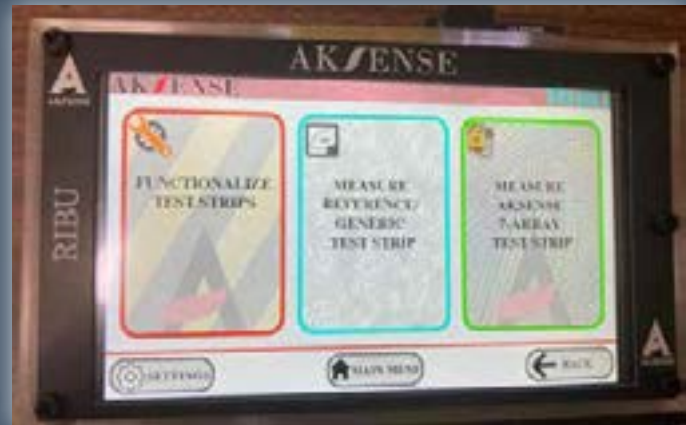 AKSENSE
AKSENSE
RIBU
FUNCTIONALIZE
TEST STRIPS
MEASURE
REFERENCE/
GENERIC
TEST STRIP
MEASURE
AKSENSE
7-ARRAY
TEST STRIP
SETTINGS
MAIN MENU
BACK